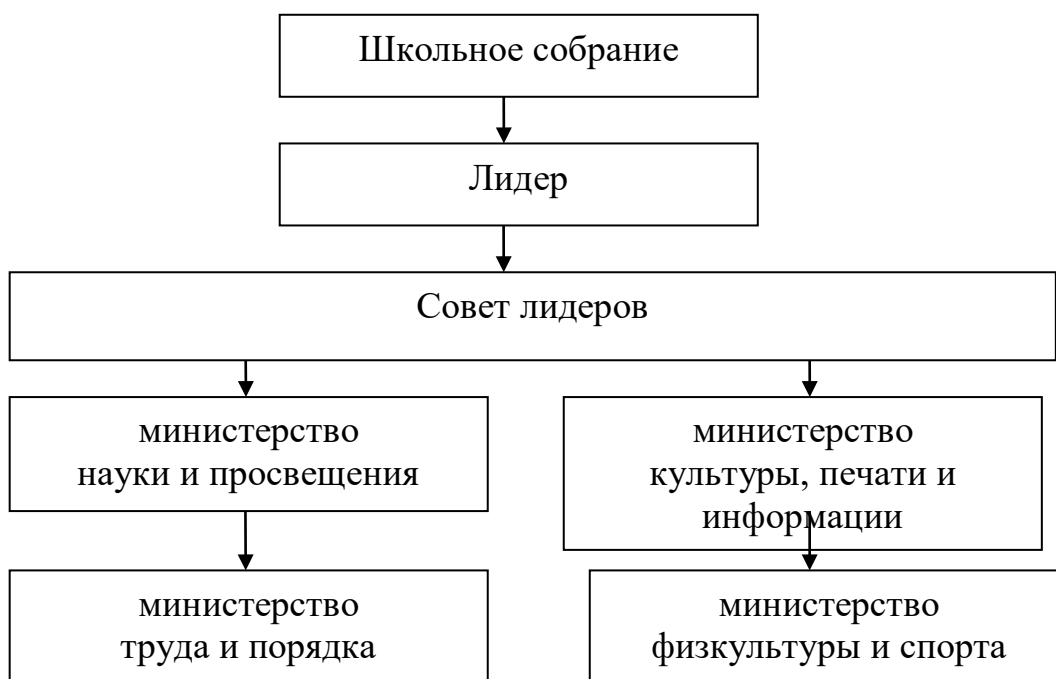 Школьное собрание
Лидер
Совет лидеров
министерство
науки и просвещения
министерство
культуры, печати и
информации
министерство
труда и порядка
министерство
физкультуры и спорта